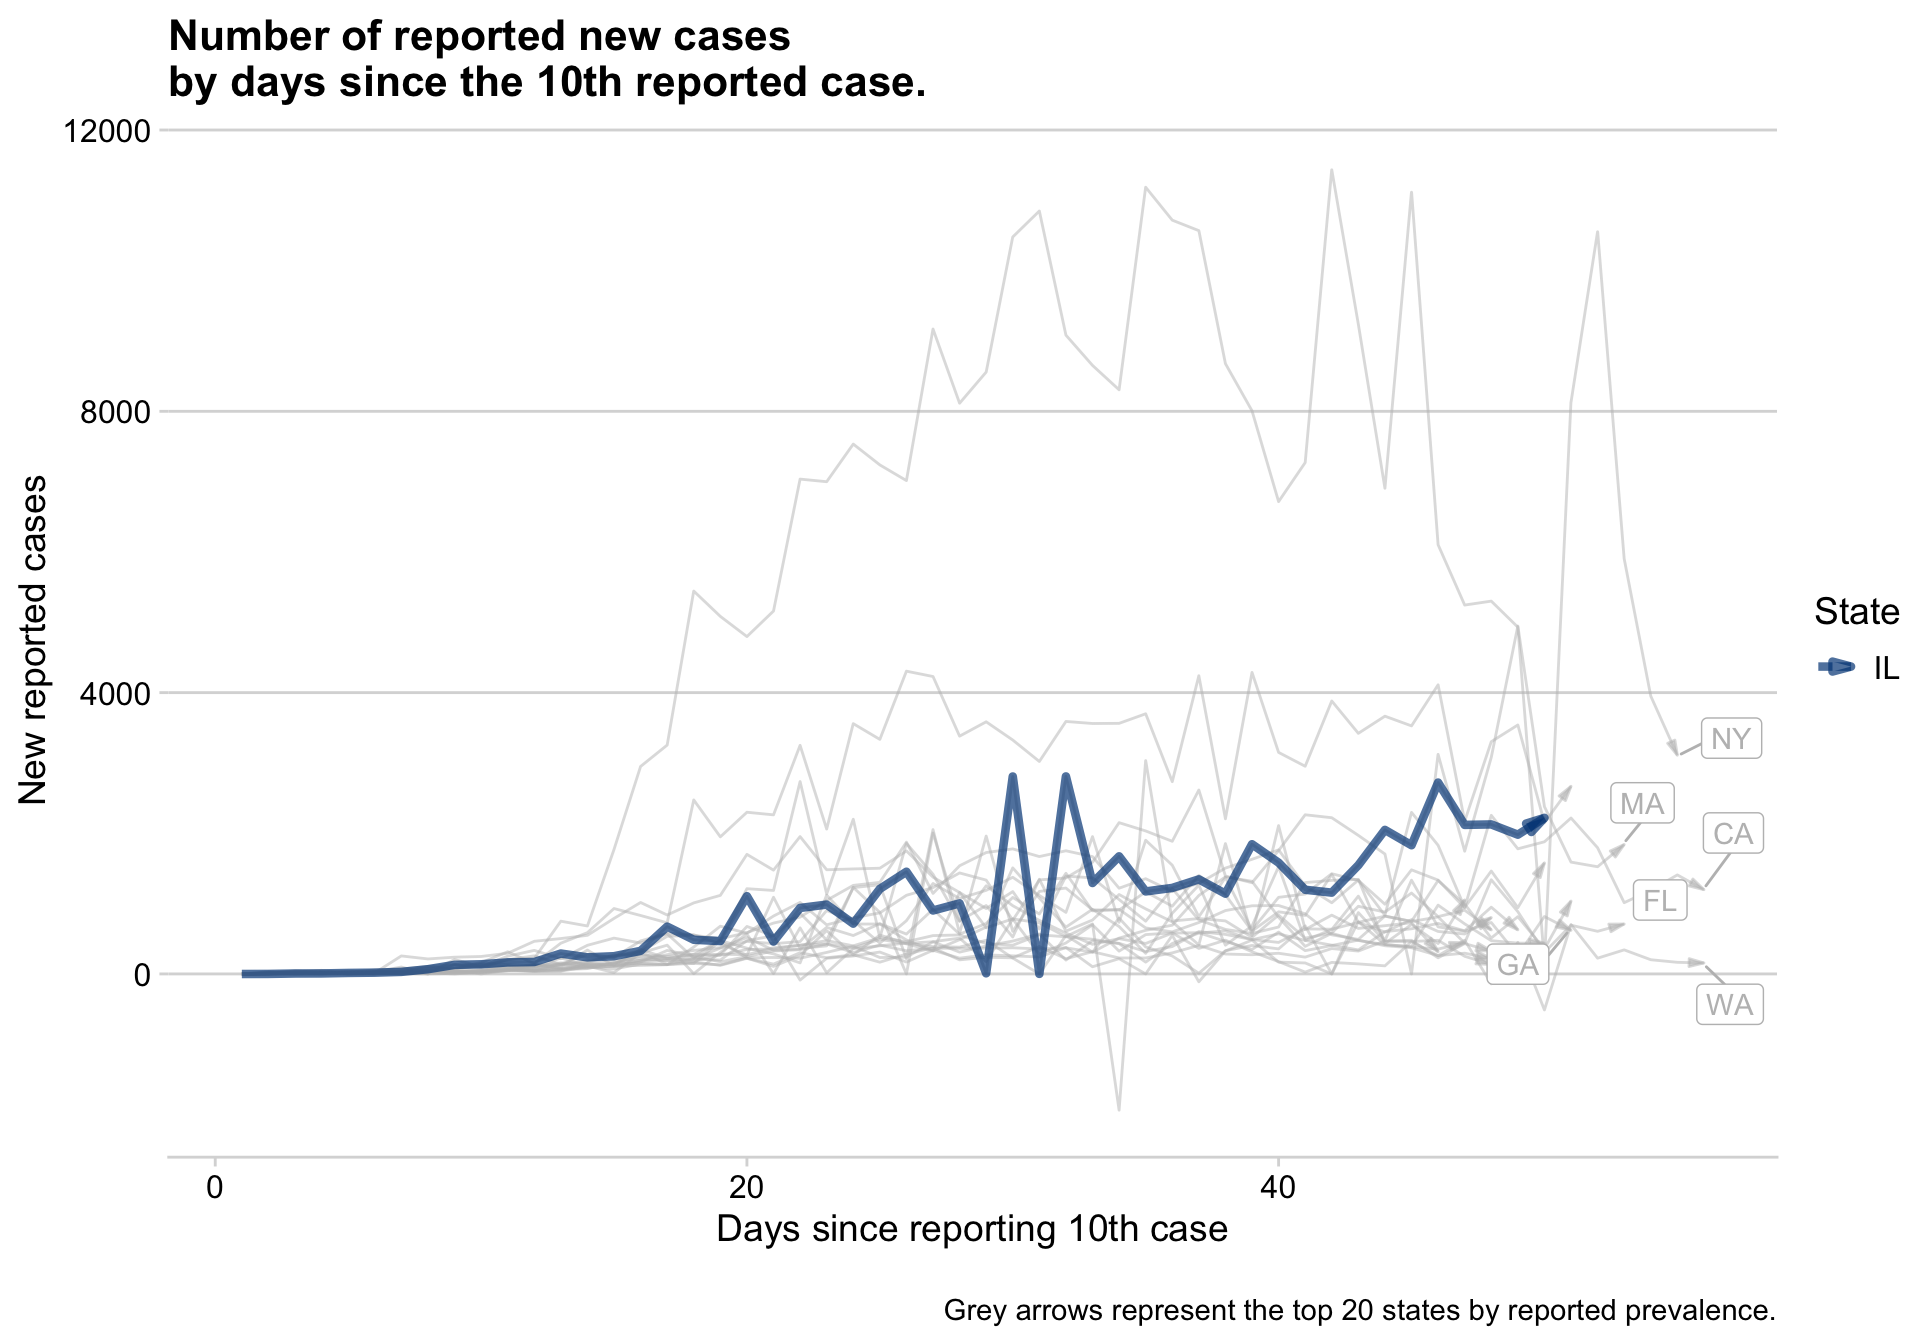 Number of reported new cases
by days since the 10th reported case.
12000
8000
4000
0
New reported cases
NY
MA
CA
FL
GA
WA
State
IL
0
20
40
Days since reporting 10th case
Grey arrows represent the top 20 states by reported prevalence.